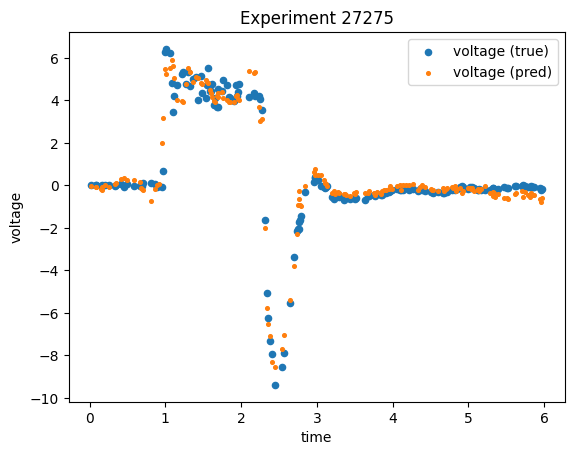 Experiment 27275
voltage (true)
voltage (pred)
voltage
6
4
2
0
−2
−4
−6
−8
−10
0 1 2 3 4 5 6
time